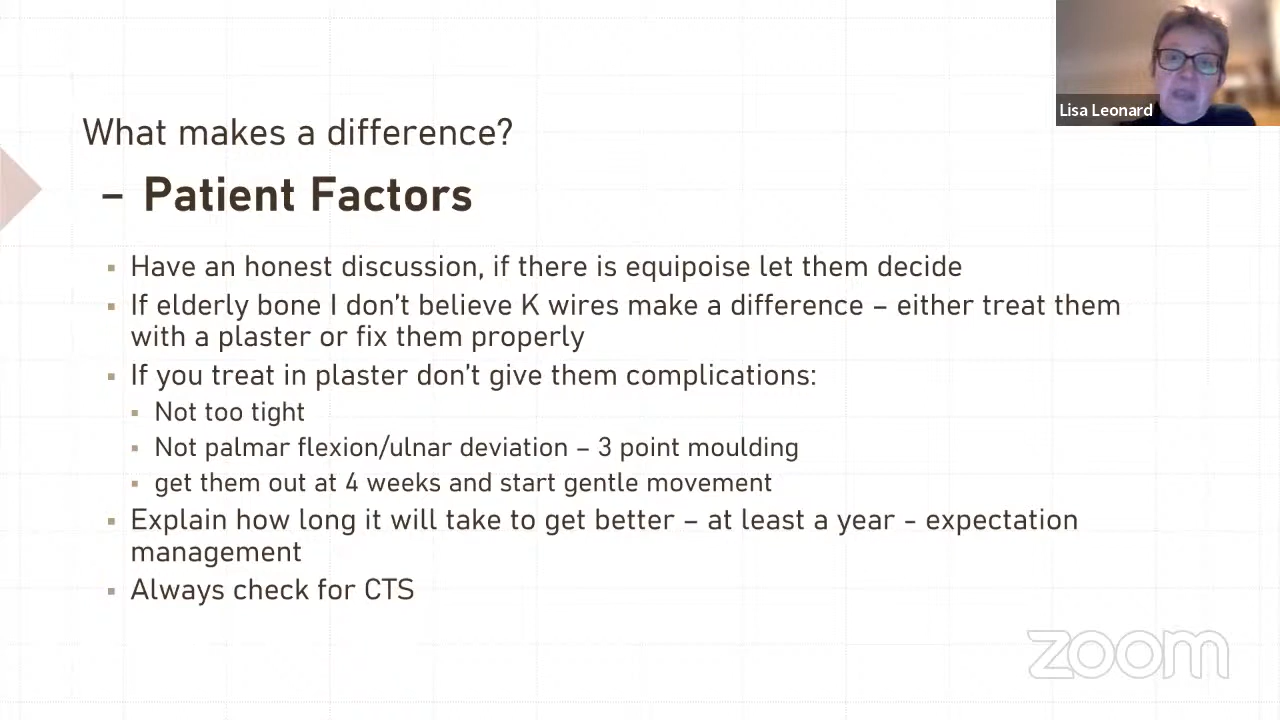 Lisa Leonard
What makes a difference?
– Patient Factors
Have an honest discussion, if there is equipoise let them decide
If elderly bone I don't believe K wires make a difference – either treat them
with a plaster or fix them properly
If you treat in plaster don't give them complications:
Not too tight
Not palmar flexion/ulnar deviation – 3 point moulding
get them out at 4 weeks and start gentle movement
Explain how long it will take to get better – at least a year - expectation
management
Always check for CTS
zoom